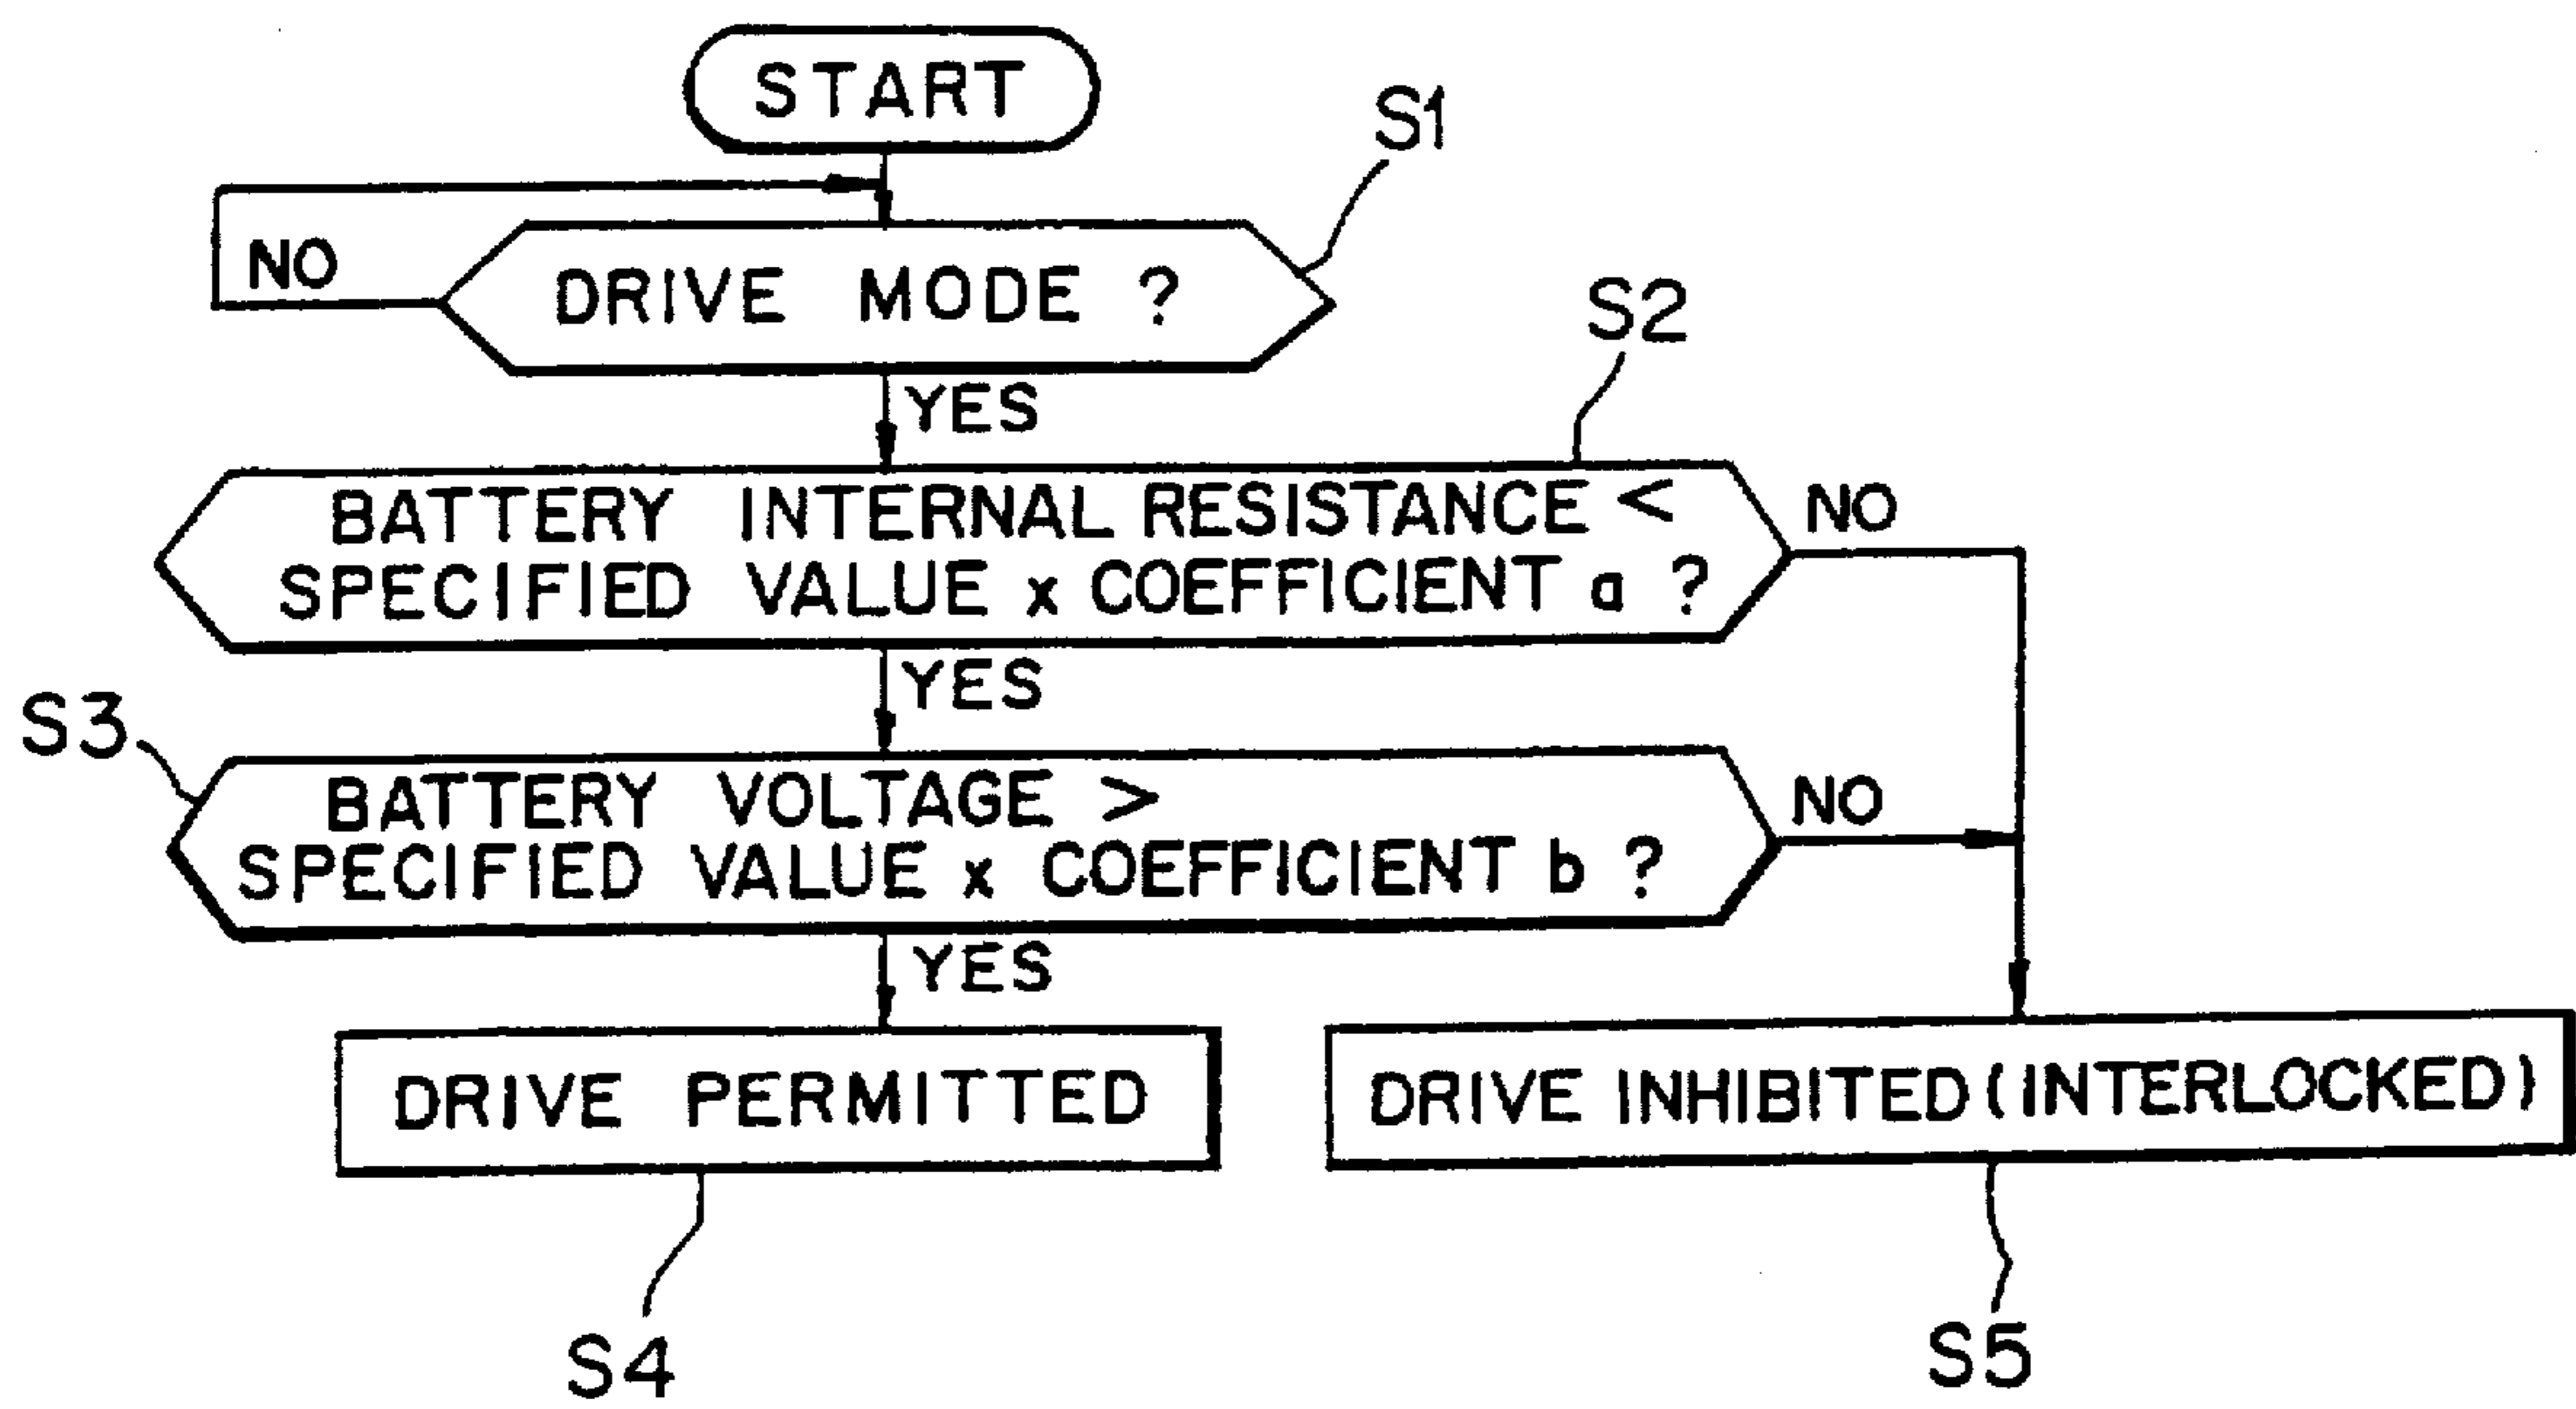 START
S1
NO
DRIVE MODE ?
S2
YES
BATTERY INTERNAL RESISTANCE <
SPECIFIED VALUE x COEFFICIENT a ?
NO
YES
S3
BATTERY VOLTAGE >
SPECIFIED VALUE x COEFFICIENT b ?
NO
YES
DRIVE PERMITTED
DRIVE INHIBITED (INTERLOCKED)
S4
S5